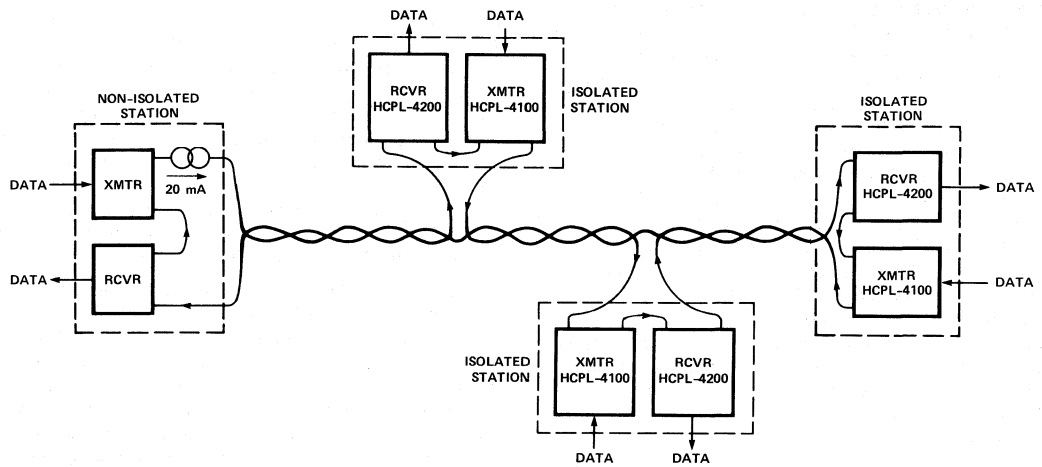 DATA
DATA
RCVR
HCPL-4200
XMTR
HCPL-4100
ISOLATED
STATION
NON-ISOLATED
STATION
DATA
XMTR
20 mA
DATA
RCVR
ISOLATED
STATION
RCVR
HCPL-4200
DATA
XMTR
HCPL-4100
DATA
ISOLATED
STATION
XMTR
HCPL-4100
RCVR
HCPL-4200
DATA
DATA